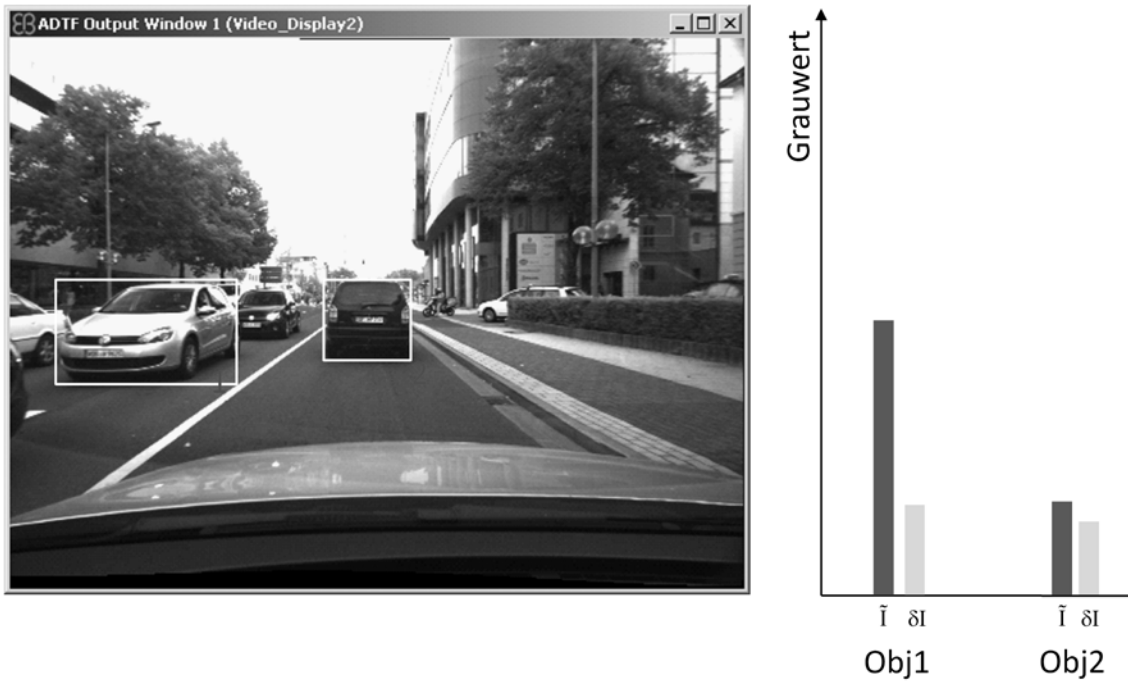 ADTF Output Window 1 (Video_Display2)
Grauwert
Ĩ δI Ĩ δI
Obj1 Obj2